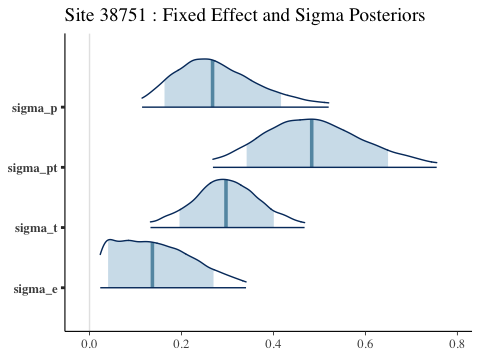 Site 38751 : Fixed Effect and Sigma Posteriors
sigma_p
sigma_pt
sigma_t
sigma_e
0.0 0.2 0.4 0.6 0.8